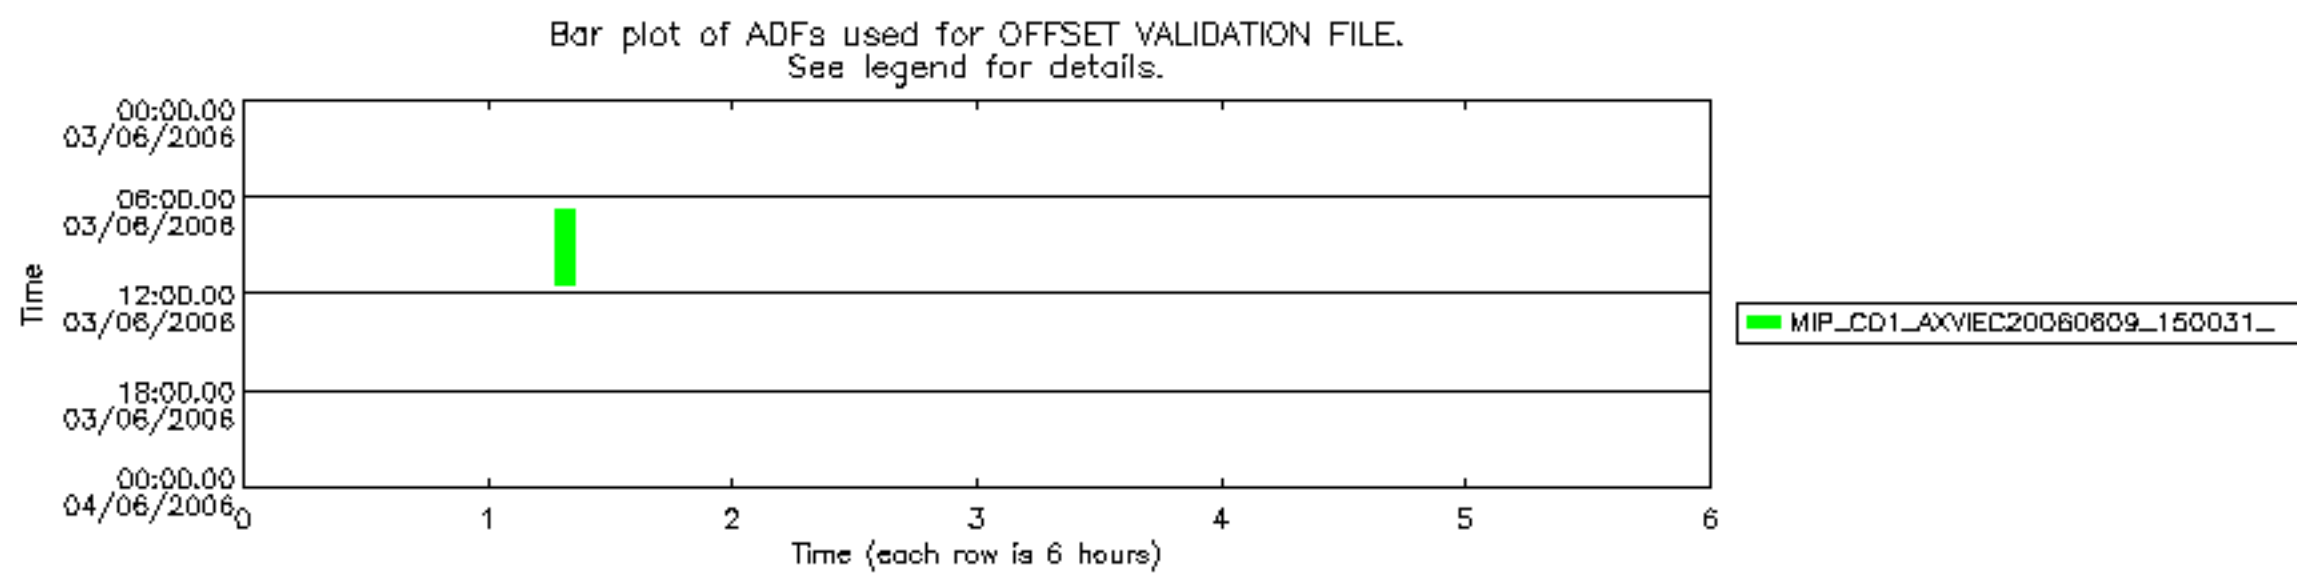 Bar plot of ADFs used for OFFSET VALIDATION FILE.
See legend for details.
00:00.00
03/06/2006
06:00.00
03/06/2006
12:00.00
03/06/2006
18:00.00
03/06/2006
00:00.00
04/06/2006
Time
0 1 2 3 4 5 6
Time (each row is 6 hours)
MIP_CO1_AXVIEC20060609_150031_